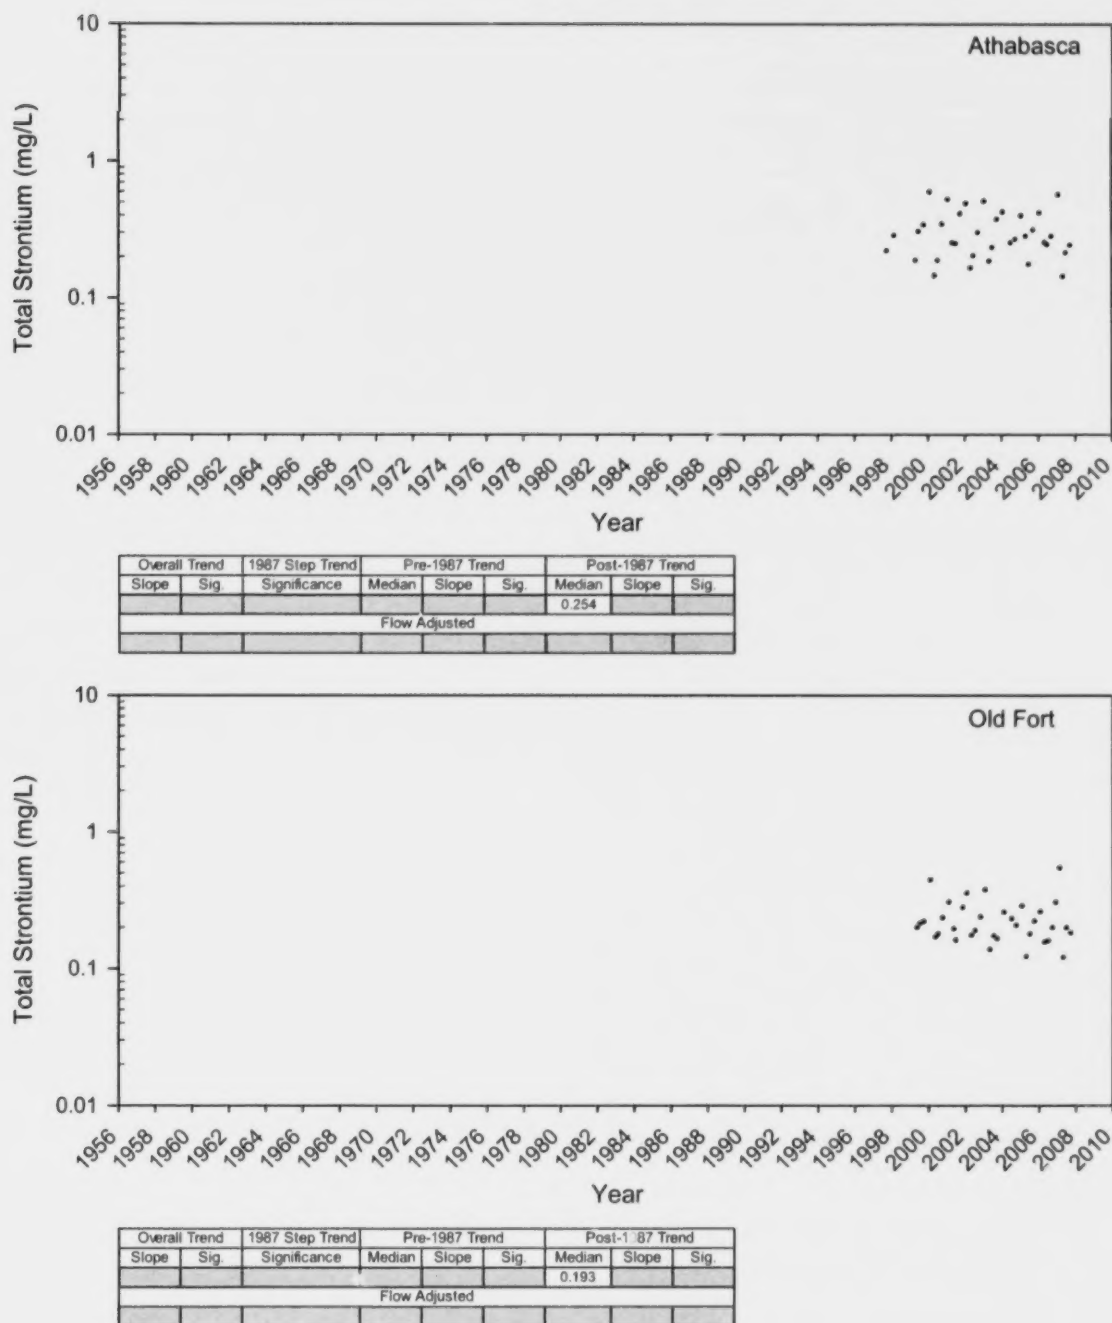 10
Athabasca
1
0.1
0.01
Total Strontium (mg/L)
1956 1958 1960 1962 1964 1966 1968 1970 1972 1974 1976 1978 1980 1982 1984 1986 1988 1990 1992 1994 1996 1998 2000 2002 2004 2006 2008 2010
Year
Overall Trend 1987 Step Trend Pre-1987 Trend Post-1987 Trend
Slope Sig. Significance Median Slope Sig. Median Slope Sig.
0.254
Flow Adjusted
10
Old Fort
1
0.1
0.01
Total Strontium (mg/L)
1956 1958 1960 1962 1964 1966 1968 1970 1972 1974 1976 1978 1980 1982 1984 1986 1988 1990 1992 1994 1996 1998 2000 2002 2004 2006 2008 2010
Year
Overall Trend 1987 Step Trend Pre-1987 Trend Post-1 87 Trend
Slope Sig. Significance Median Slope Sig. Median Slope Sig.
0.193
Flow Adjusted